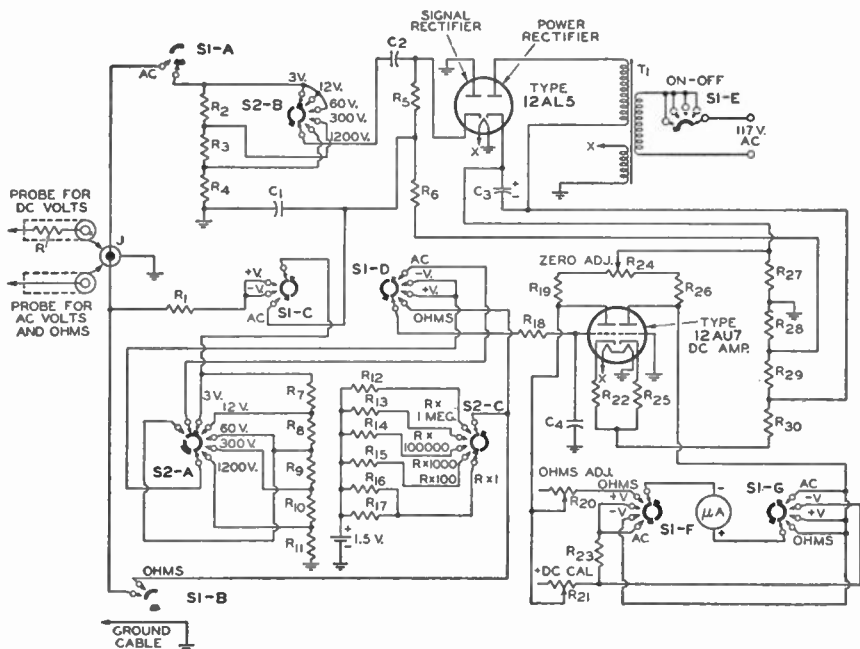 S1-A
AC
SIGNAL
RECTIFIER
POWER
RECTIFIER
C2
TYPE
12AL5
T1
ON-OFF
S1-E
117 V.
AC
3V.
12V.
60 V.
300 V.
1200V.
S2-B
R2
R3
R4
R5
R6
C1
C3
+
-
X
X
PROBE FOR
DC VOLTS
R
J
PROBE FOR
AC VOLTS
AND OHMS
R1
+V.
-V.
AC
S1-C
S1-D
AC
-V.
+V.
OHMS
ZERO ADJ.
R24
R19
R26
R18
TYPE
12AU7
DC AMP.
R22
R25
X
C4
R27
R28
R29
R30
3V.
12 V.
60 V.
300 V.
1200V.
S2-A
R7
R8
R9
R10
R11
R12
R13
R14
R15
R16
R17
R×
1 MEG.
R×
100000
R×1000
R×100
R×1
S2-C
+
-
1.5 V.
OHMS ADJ.
R20
OHMS
+V
-V
AC
S1-F
R23
+DC CAL
R21
-
μA
+
S1-G
AC
-V
+V
OHMS
OHMS
S1-B
GROUND
CABLE